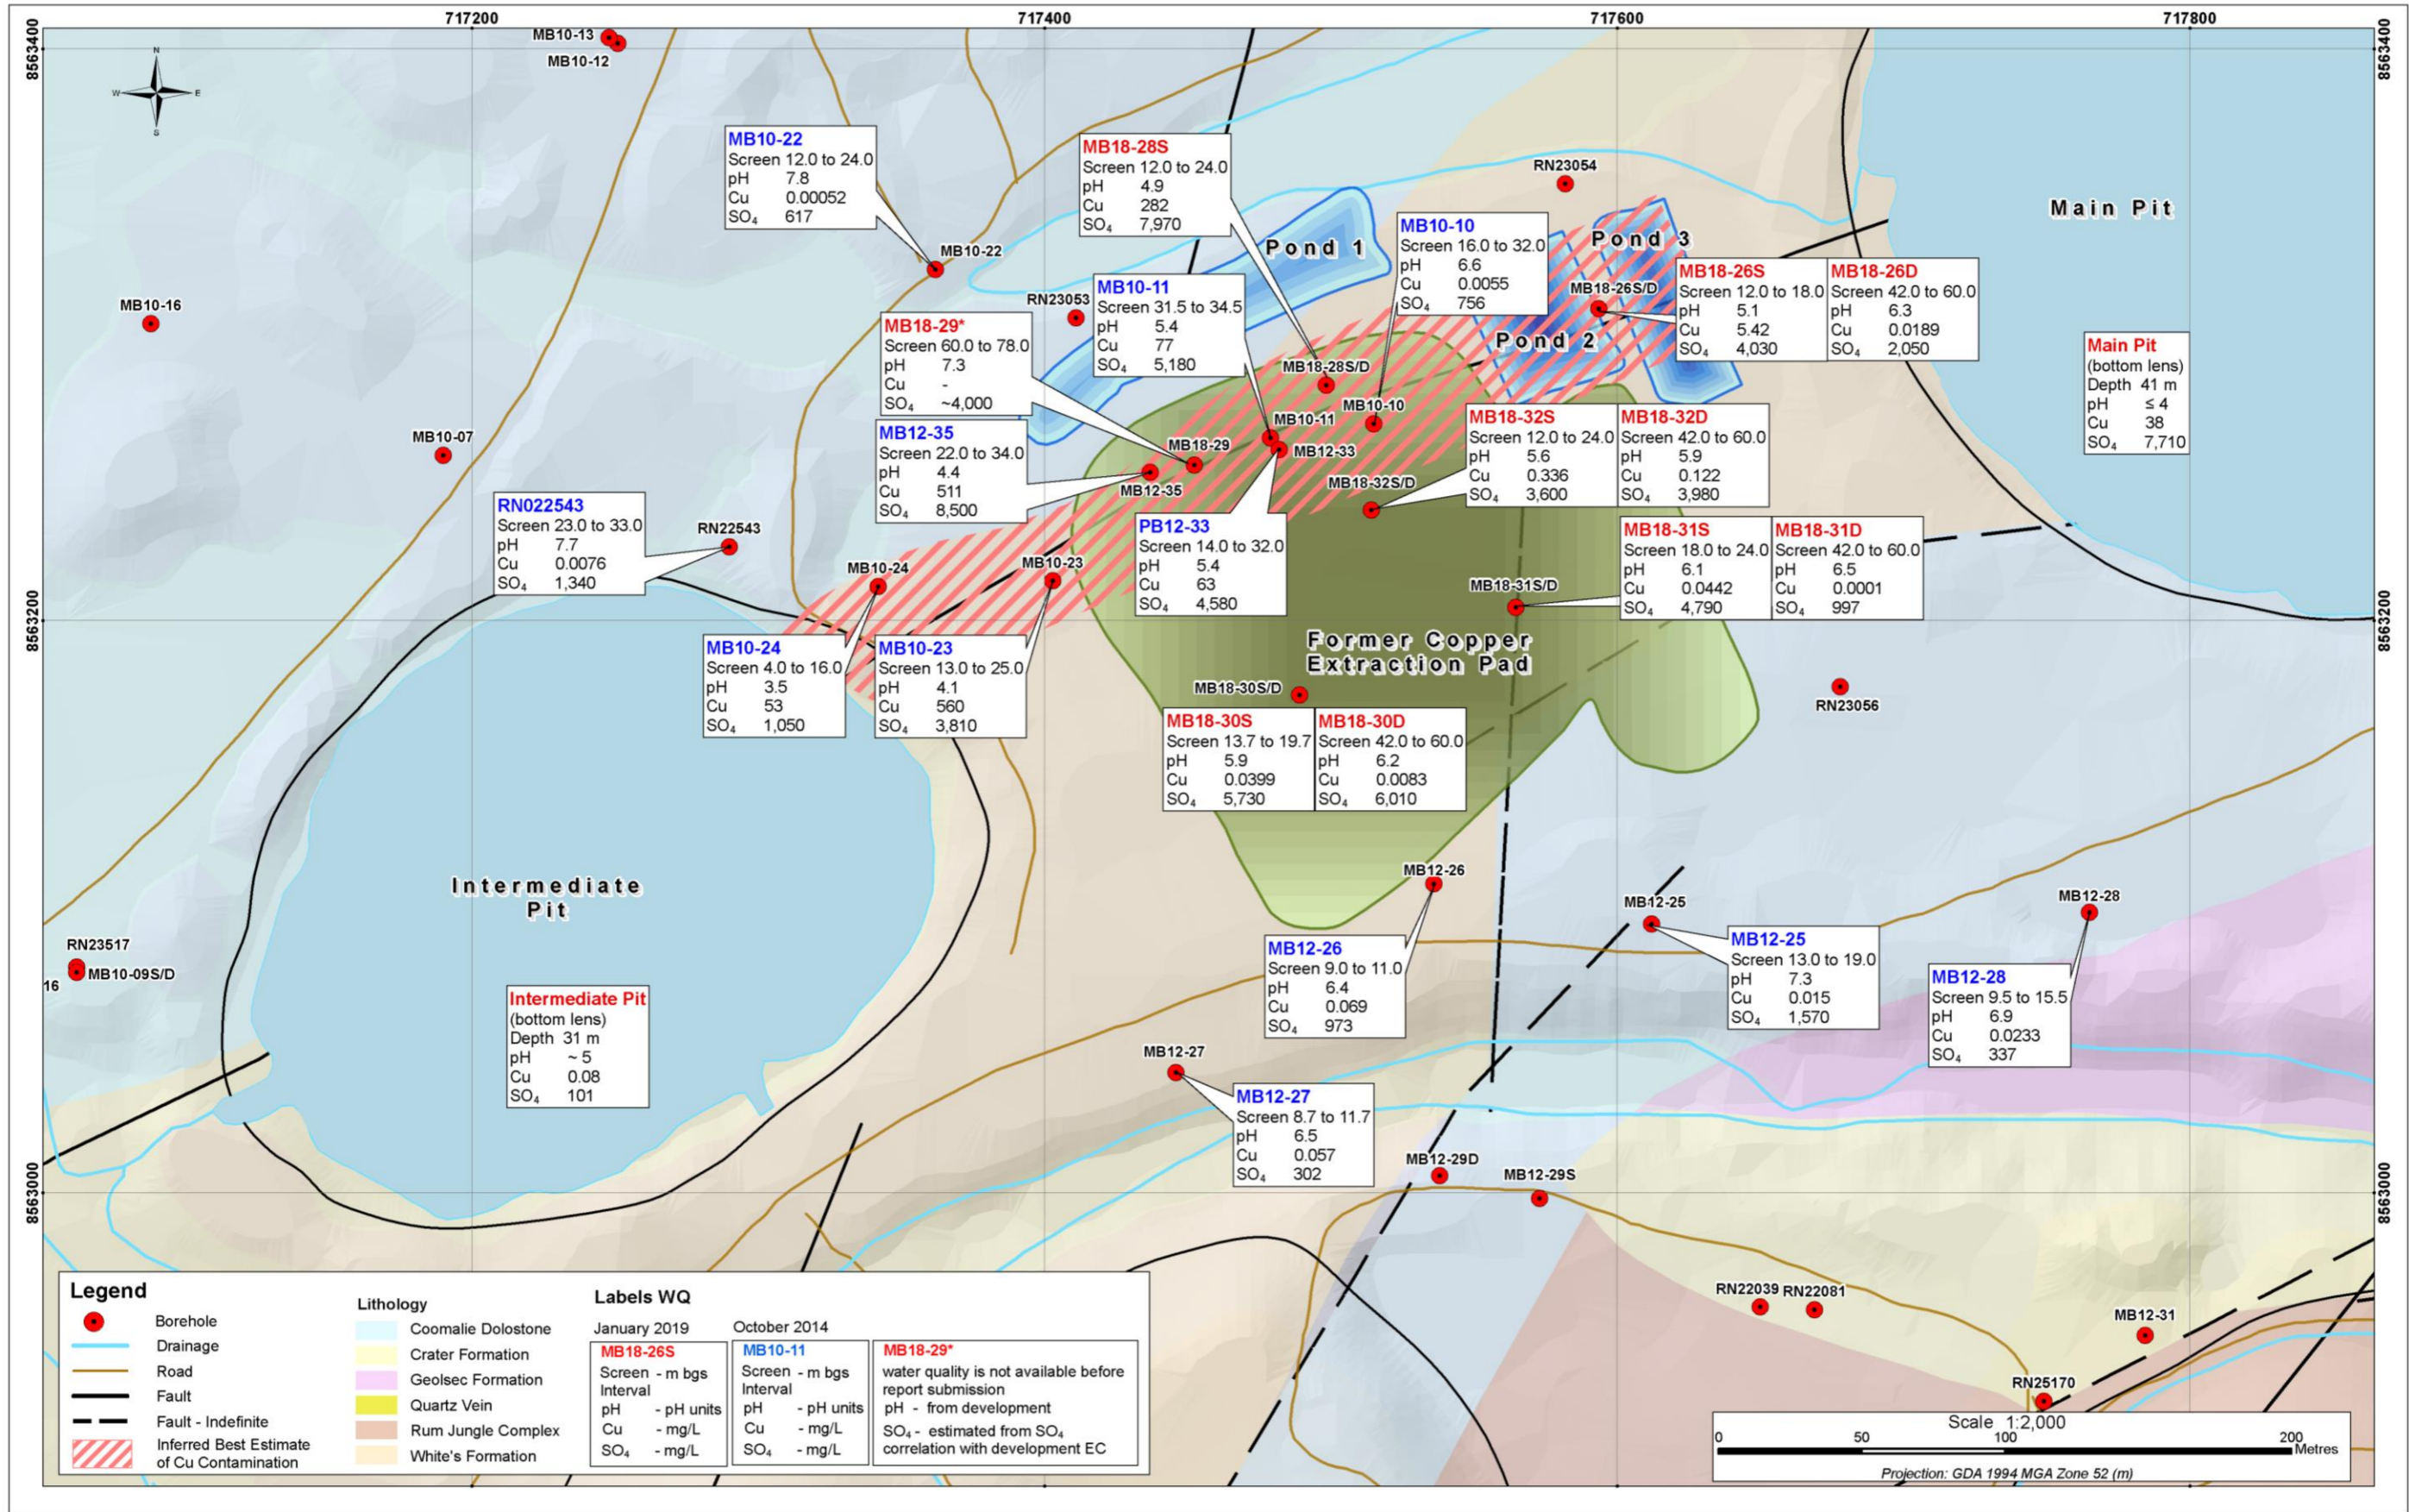 717200
717400
717600
717800
8563400
8563400
MB10-13
MB10-12
N
W
E
S
MB10-22
Screen 12.0 to 24.0
pH 7.8
Cu 0.00052
SO₄ 617
MB18-28S
Screen 12.0 to 24.0
pH 4.9
Cu 282
SO₄ 7,970
RN23054
Main Pit
MB10-10
Screen 16.0 to 32.0
pH 6.6
Cu 0.0055
SO₄ 756
Pond 1
Pond 3
MB10-22
MB10-16
RN23053
MB10-11
Screen 31.5 to 34.5
pH 5.4
Cu 77
SO₄ 5,180
MB18-26S/D
MB18-26S
Screen 12.0 to 18.0
pH 5.1
Cu 5.42
SO₄ 4,030
MB18-26D
Screen 42.0 to 60.0
pH 6.3
Cu 0.0189
SO₄ 2,050
MB18-29*
Screen 60.0 to 78.0
pH 7.3
Cu -
SO₄ ~4,000
Pond 2
Main Pit
(bottom lens)
Depth 41 m
pH ≤ 4
Cu 38
SO₄ 7,710
MB18-28S/D
MB10-10
MB10-11
MB10-07
MB18-29
MB12-33
MB12-35
Screen 22.0 to 34.0
pH 4.4
Cu 511
SO₄ 8,500
MB12-35
MB18-32S/D
MB18-32S
Screen 12.0 to 24.0
pH 5.6
Cu 0.336
SO₄ 3,600
MB18-32D
Screen 42.0 to 60.0
pH 5.9
Cu 0.122
SO₄ 3,980
RN022543
Screen 23.0 to 33.0
pH 7.7
Cu 0.0076
SO₄ 1,340
RN22543
PB12-33
Screen 14.0 to 32.0
pH 5.4
Cu 63
SO₄ 4,580
MB18-31S
Screen 18.0 to 24.0
pH 6.1
Cu 0.0442
SO₄ 4,790
MB18-31D
Screen 42.0 to 60.0
pH 6.5
Cu 0.0001
SO₄ 997
MB10-24
MB10-23
MB18-31S/D
8563200
8563200
MB10-24
Screen 4.0 to 16.0
pH 3.5
Cu 53
SO₄ 1,050
MB10-23
Screen 13.0 to 25.0
pH 4.1
Cu 560
SO₄ 3,810
Former Copper
Extraction Pad
MB18-30S/D
RN23056
MB18-30S
Screen 13.7 to 19.7
pH 5.9
Cu 0.0399
SO₄ 5,730
MB18-30D
Screen 42.0 to 60.0
pH 6.2
Cu 0.0083
SO₄ 6,010
Intermediate
Pit
MB12-26
MB12-25
MB12-28
RN23517
MB10-09S/D
16
MB12-26
Screen 9.0 to 11.0
pH 6.4
Cu 0.069
SO₄ 973
MB12-25
Screen 13.0 to 19.0
pH 7.3
Cu 0.015
SO₄ 1,570
MB12-28
Screen 9.5 to 15.5
pH 6.9
Cu 0.0233
SO₄ 337
Intermediate Pit
(bottom lens)
Depth 31 m
pH ~ 5
Cu 0.08
SO₄ 101
MB12-27
MB12-27
Screen 8.7 to 11.7
pH 6.5
Cu 0.057
SO₄ 302
MB12-29D
MB12-29S
8563000
8563000
RN22039
RN22081
MB12-31
RN25170
Legend
Borehole
Drainage
Road
Fault
Fault - Indefinite
Inferred Best Estimate
of Cu Contamination
Lithology
Coomalie Dolostone
Crater Formation
Geolsec Formation
Quartz Vein
Rum Jungle Complex
White's Formation
Labels WQ
January 2019
MB18-26S
Screen - m bgs
Interval
pH - pH units
Cu - mg/L
SO₄ - mg/L
October 2014
MB10-11
Screen - m bgs
Interval
pH - pH units
Cu - mg/L
SO₄ - mg/L
MB18-29*
water quality is not available before
report submission
pH - from development
SO₄ - estimated from SO₄
correlation with development EC
Scale 1:2,000
0 50 100 200
Metres
Projection: GDA 1994 MGA Zone 52 (m)